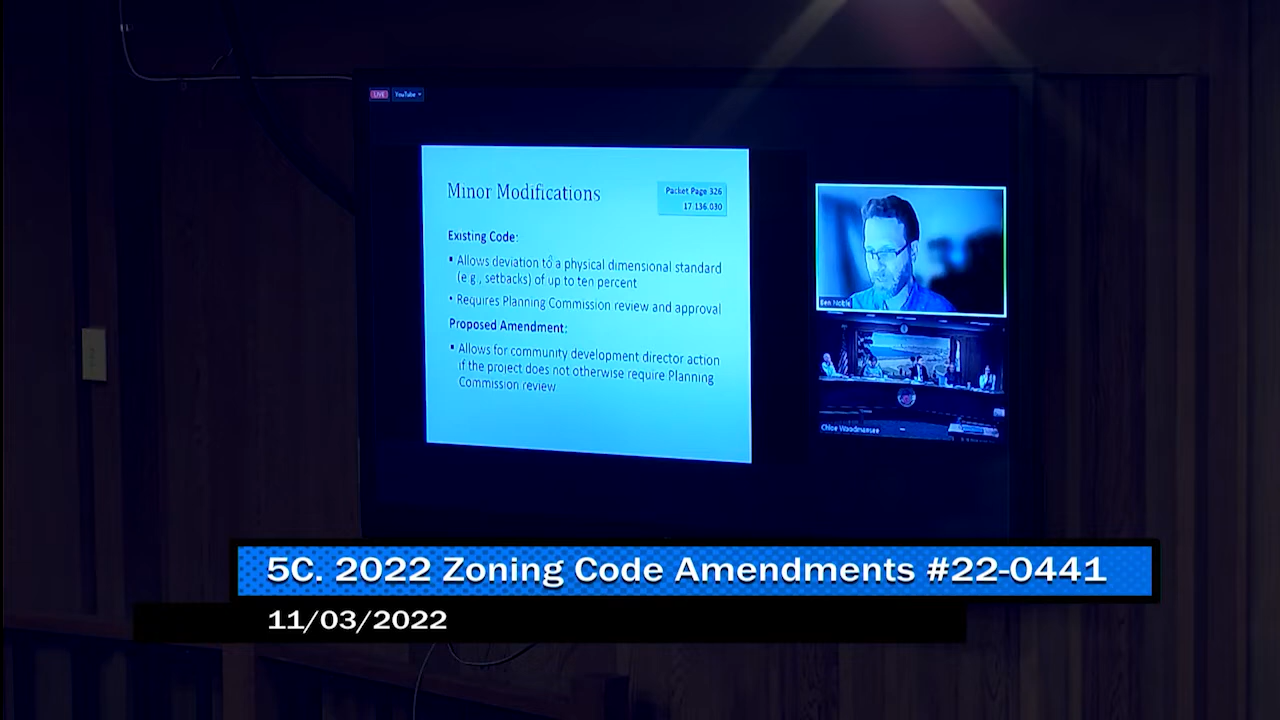 LIVE YouTube
Minor Modifications
Packet Page 326
17.136.030
Existing Code:
▪ Allows deviation to a physical dimensional standard
(e.g., setbacks) of up to ten percent
▪ Requires Planning Commission review and approval
Proposed Amendment:
▪ Allows for community development director action
if the project does not otherwise require Planning
Commission review
Ben Noble
Chloe Woodmansee
5C. 2022 Zoning Code Amendments #22-0441
11/03/2022